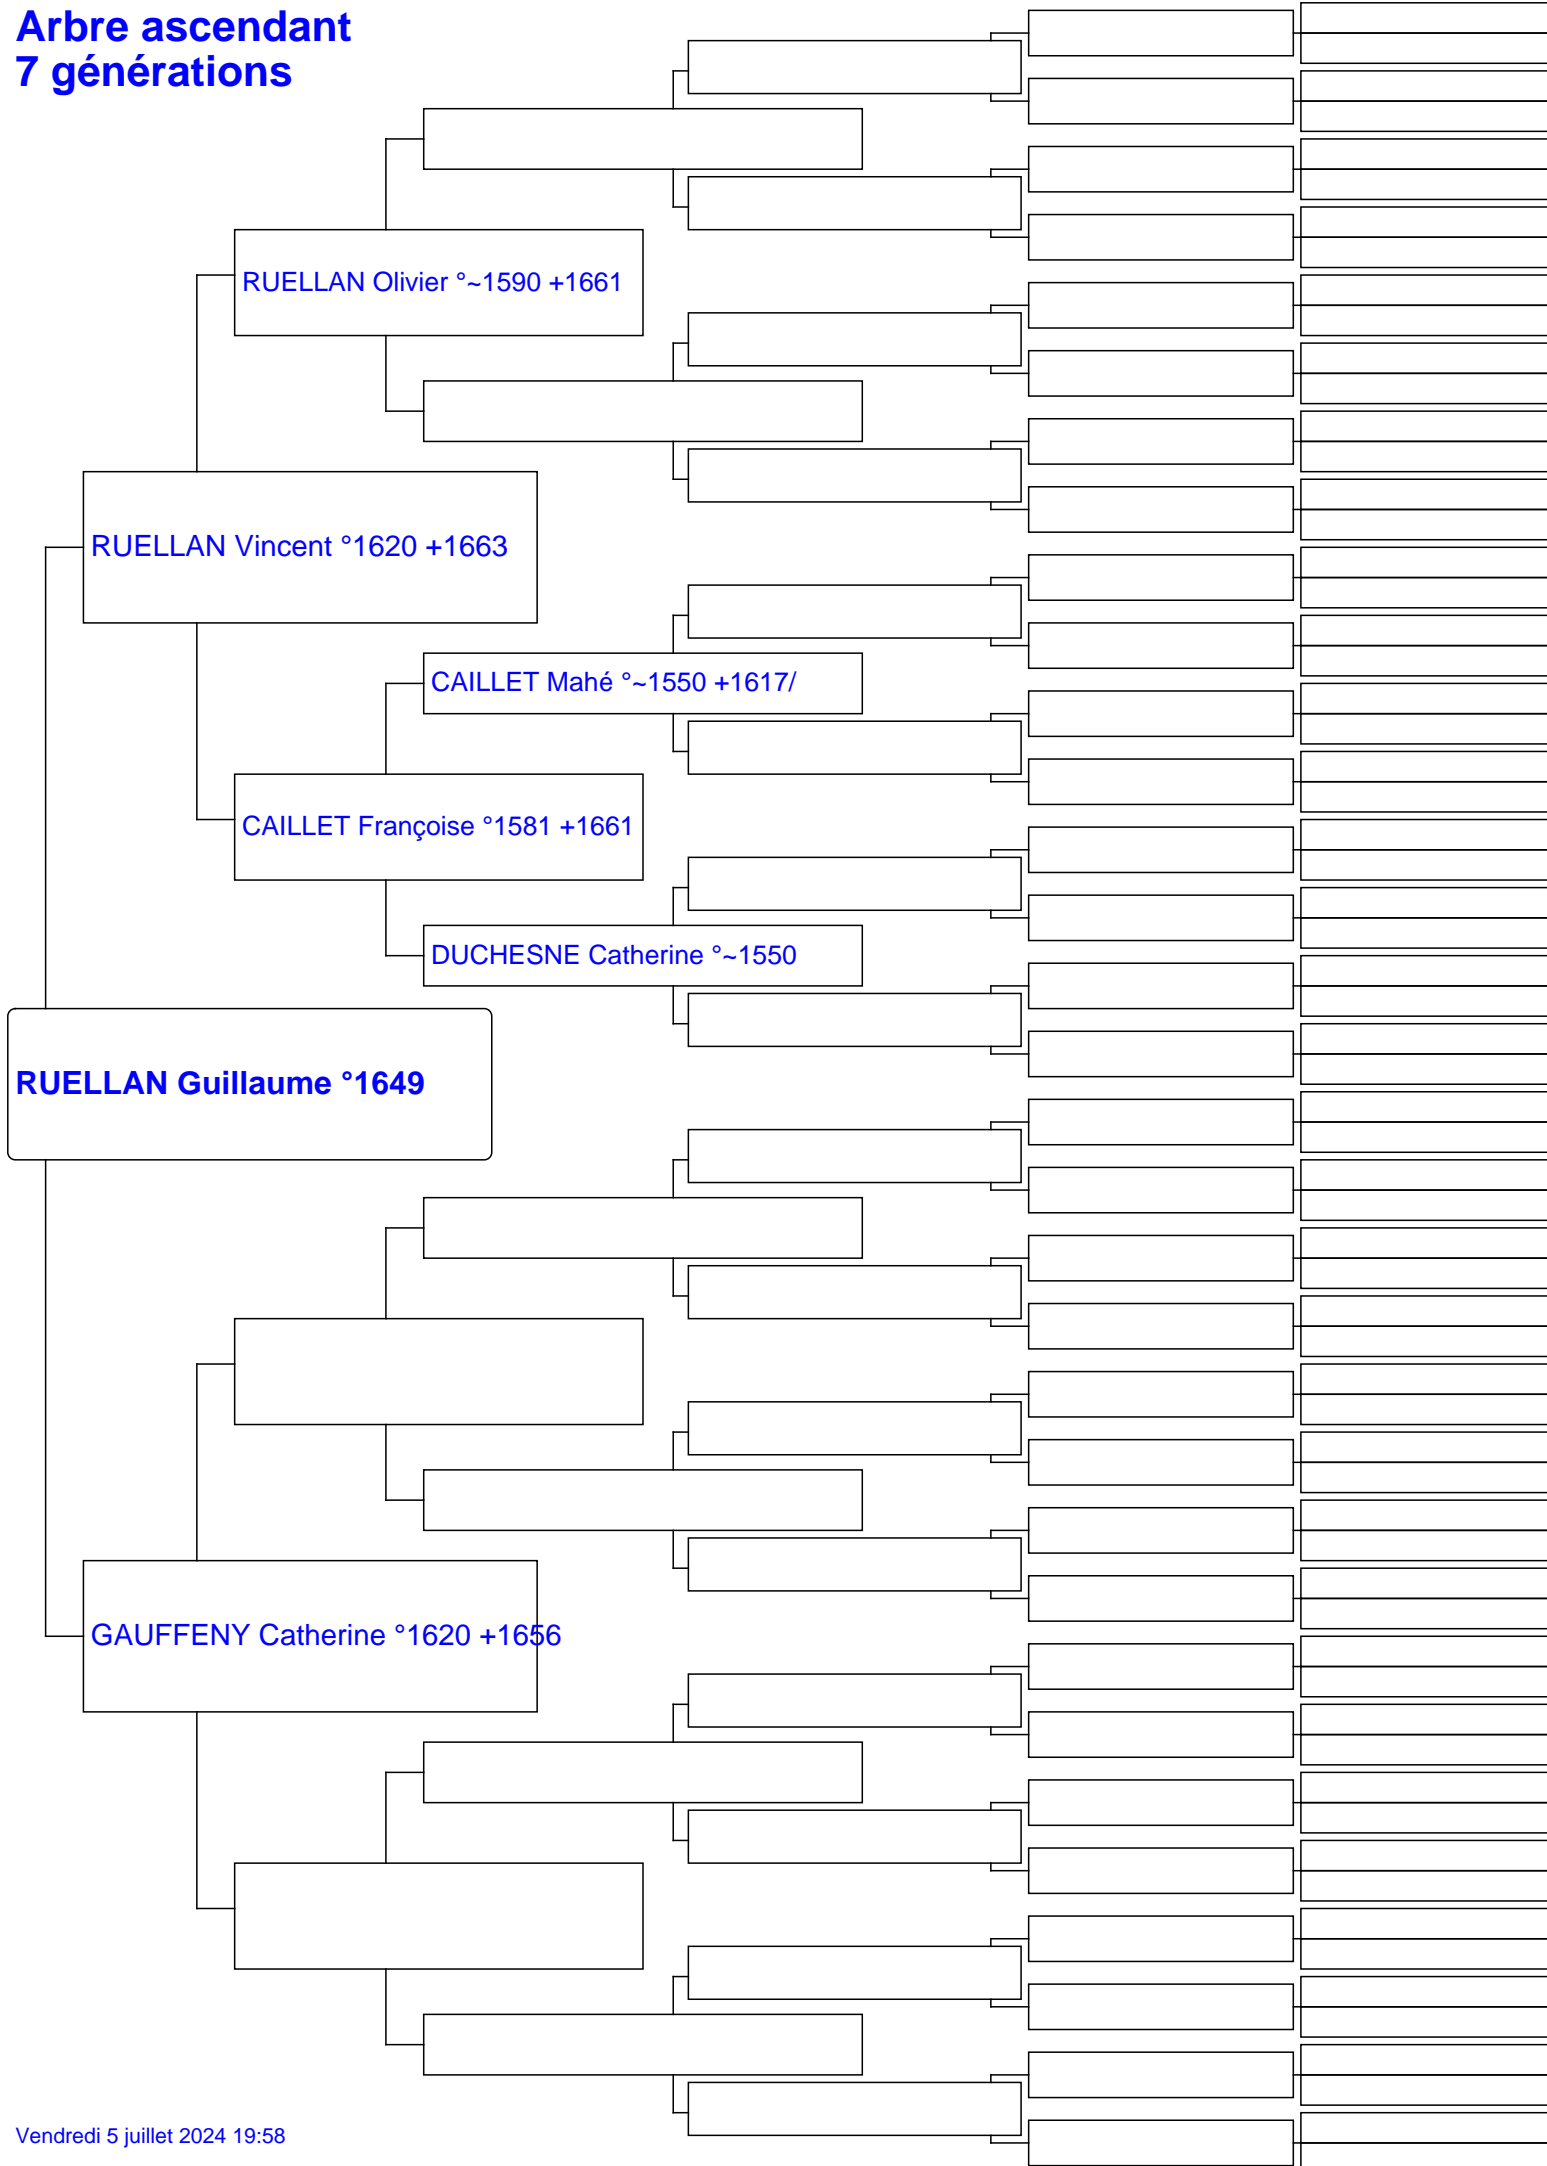 Arbre ascendant
7 générations
RUELLAN Olivier °~1590 +1661
RUELLAN Vincent °1620 +1663
CAILLET Mahé °~1550 +1617/
CAILLET Françoise °1581 +1661
DUCHESNE Catherine °~1550
RUELLAN Guillaume °1649
GAUFFENY Catherine °1620 +1656
Vendredi 5 juillet 2024 19:58